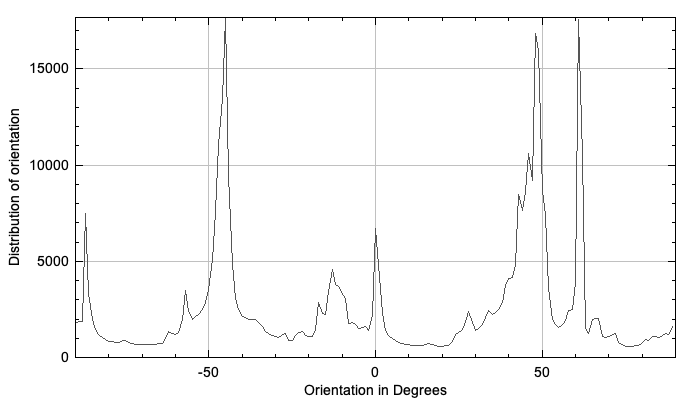 15000
10000
5000
0
-50 0 50
Distribution of orientation
Orientation in Degrees